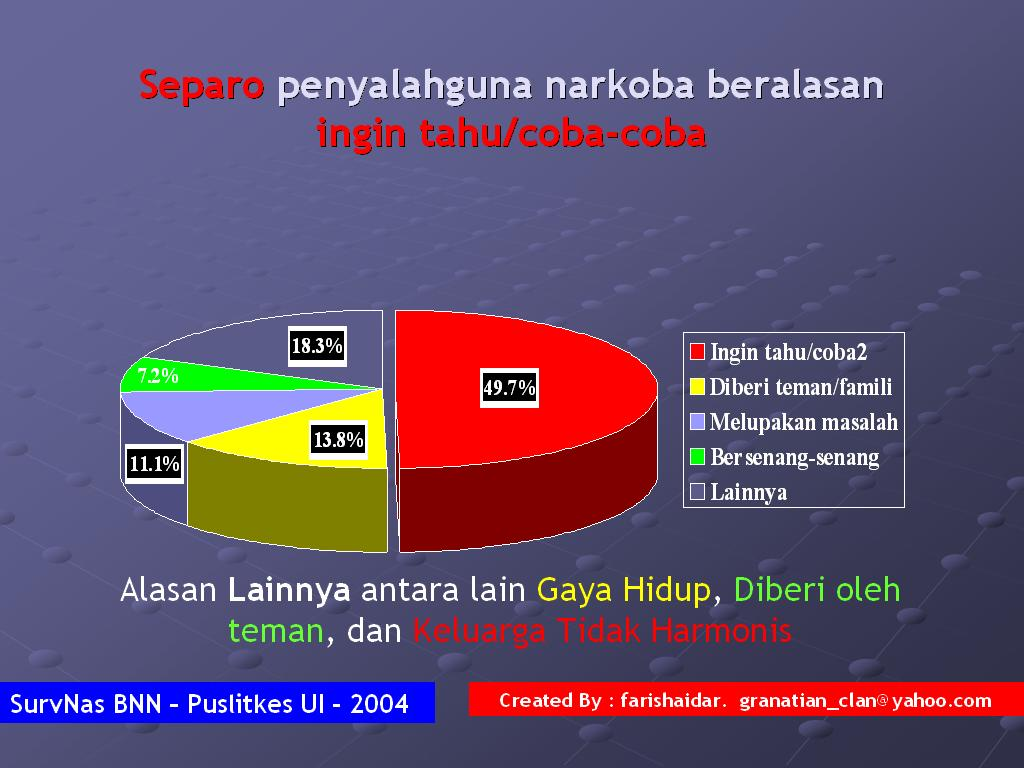 Separo penyalahguna narkoba beralasan
ingin tahu/coba-coba
18.3%
7.2%
49.7%
13.8%
11.1%
Ingin tahu/coba2
Diberi teman/famili
Melupakan masalah
Bersenang-senang
Lainnya
Alasan Lainnya antara lain Gaya Hidup, Diberi oleh
teman, dan Keluarga Tidak Harmonis
SurvNas BNN – Puslitkes UI - 2004
Created By : farishaidar. granatian_clan@yahoo.com